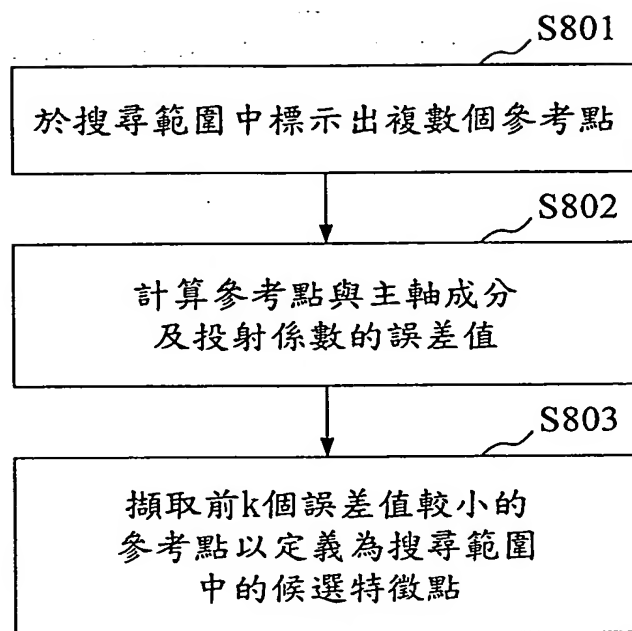 S801
於搜尋範圍中標示出複數個參考點
S802
計算參考點與主軸成分
及投射係數的誤差值
S803
擷取前k個誤差值較小的
參考點以定義為搜尋範圍
中的候選特徵點